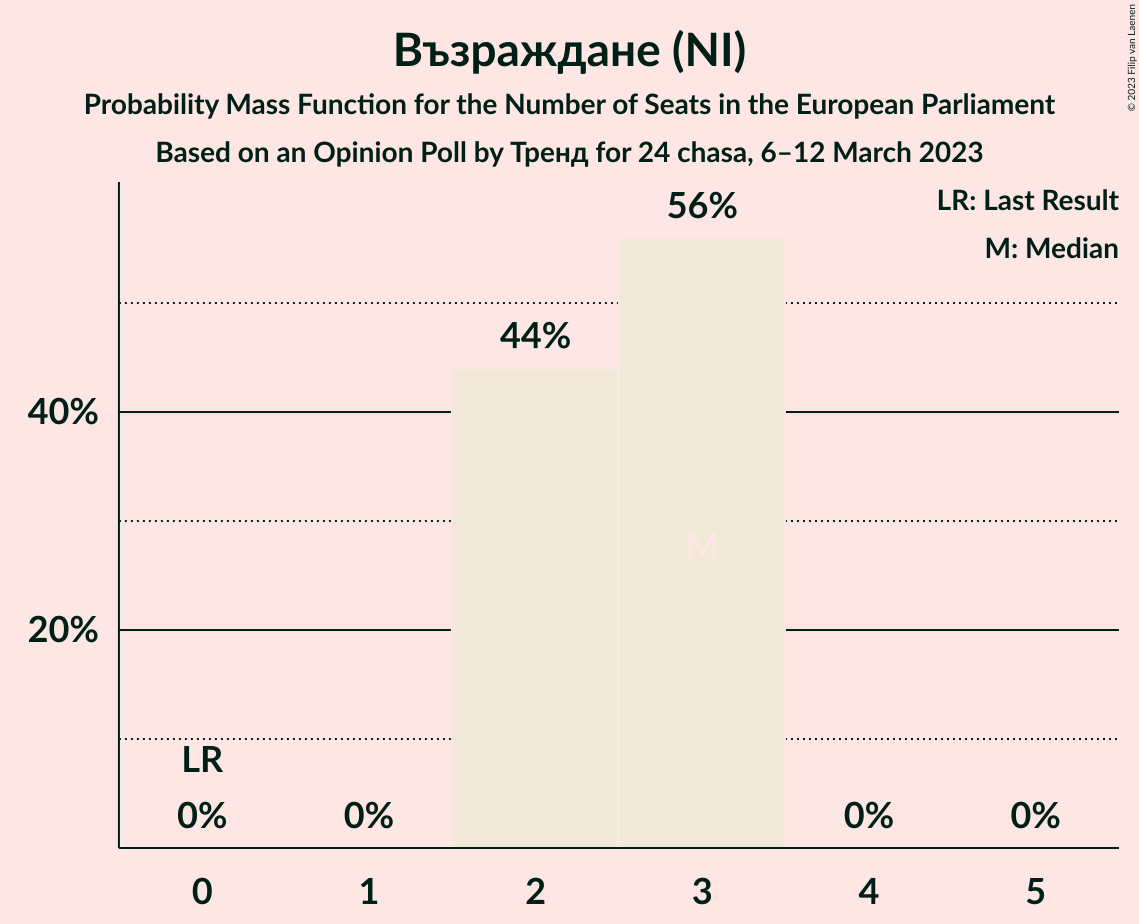 Възраждане (NI)
Probability Mass Function for the Number of Seats in the European Parliament
Based on an Opinion Poll by Тренд for 24 chasa, 6–12 March 2023
© 2023 Filip van Laenen
LR: Last Result
M: Median
56%
44%
40%
20%
M
LR
0% 0% 0% 0%
0 1 2 3 4 5